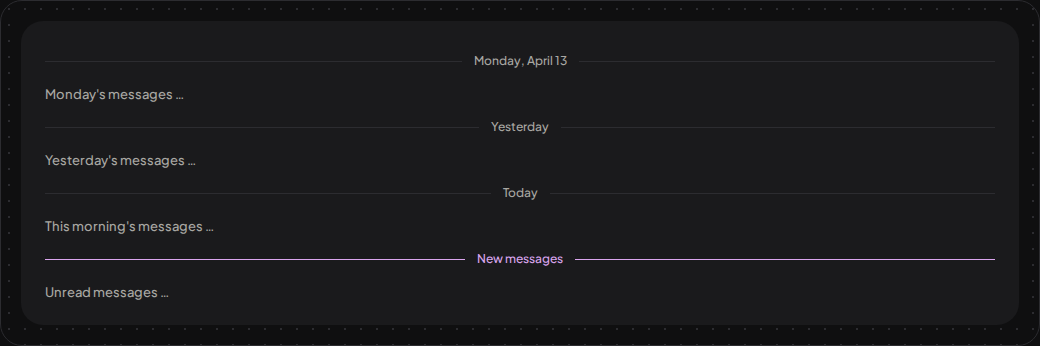 Monday, April 13
Monday's messages ...
Yesterday
Yesterday's messages ...
Today
This morning's messages ...
New messages
Unread messages ...